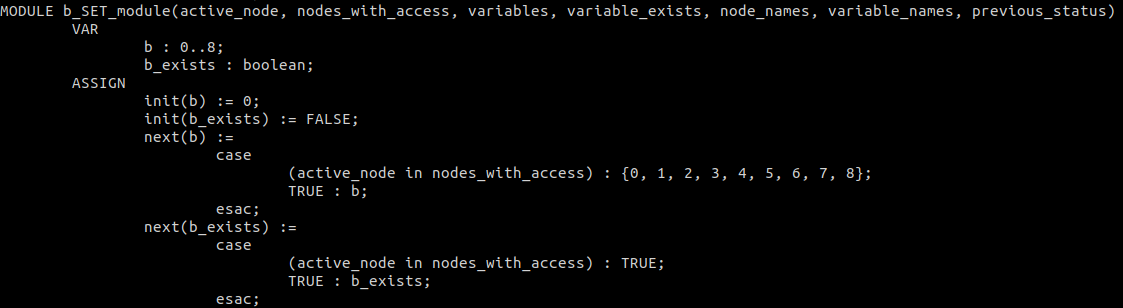 MODULE b_SET_module(active_node, nodes_with_access, variables, variable_exists, node_names, variable_names, previous_status)
VAR
b : 0..8;
b_exists : boolean;
ASSIGN
init(b) := 0;
init(b_exists) := FALSE;
next(b) :=
case
(active_node in nodes_with_access) : {0, 1, 2, 3, 4, 5, 6, 7, 8};
TRUE : b;
esac;
next(b_exists) :=
case
(active_node in nodes_with_access) : TRUE;
TRUE : b_exists;
esac;